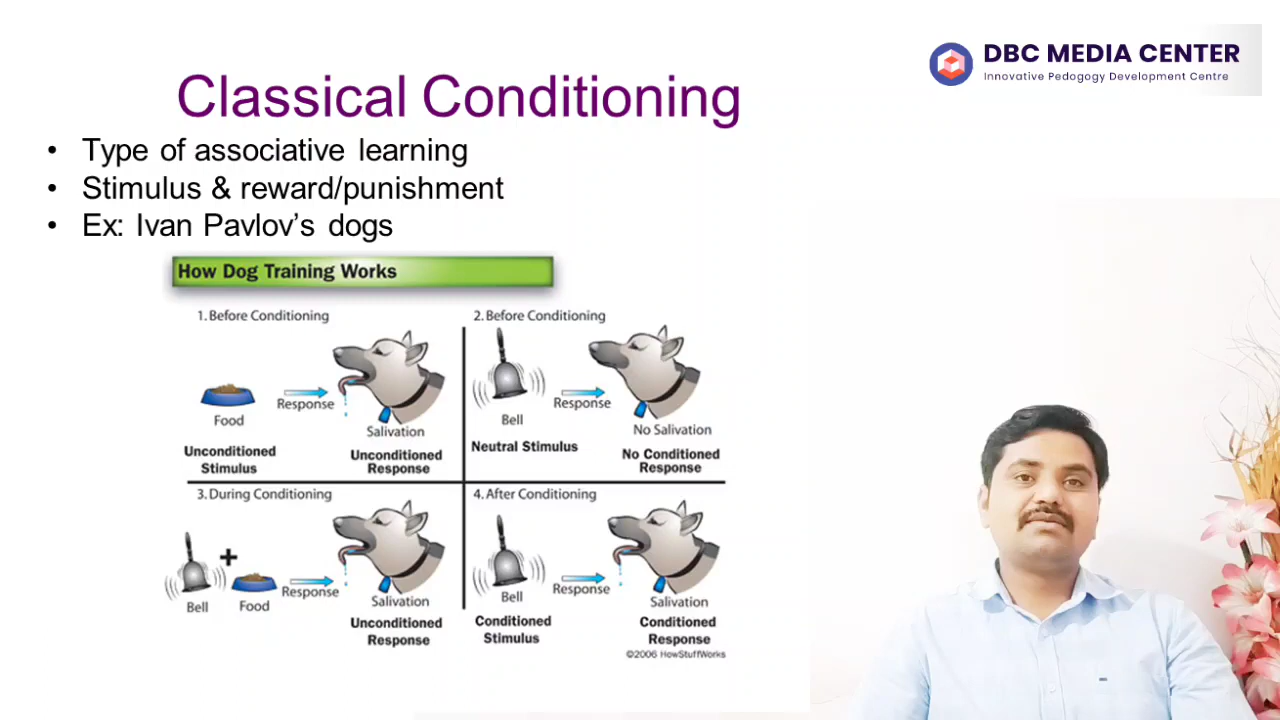 DBC MEDIA CENTER
Innovative Pedogogy Development Centre
Classical Conditioning
• Type of associative learning
• Stimulus & reward/punishment
• Ex: Ivan Pavlov's dogs
How Dog Training Works
1. Before Conditioning
Food
Response
Salivation
Unconditioned
Stimulus
Unconditioned
Response
2. Before Conditioning
Bell
Response
No Salivation
Neutral Stimulus
No Conditioned
Response
3. During Conditioning
+
Bell
Food
Response
Salivation
Unconditioned
Response
4. After Conditioning
Bell
Response
Salivation
Conditioned
Stimulus
Conditioned
Response
©2006 HowStuffWorks